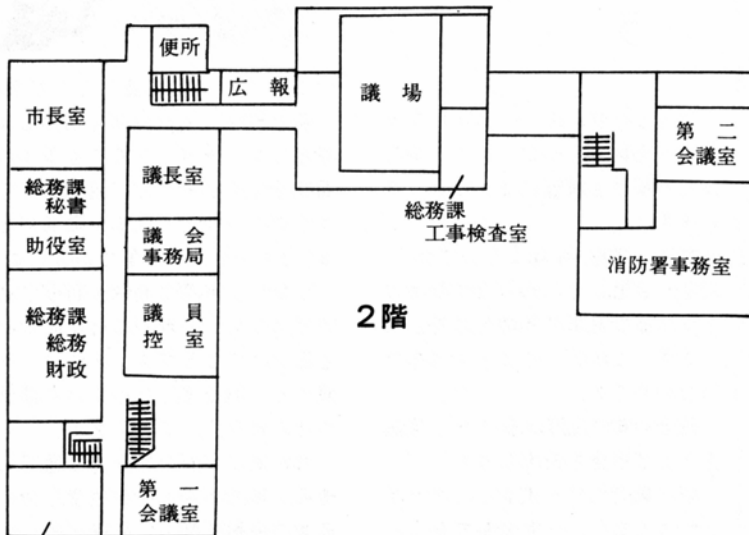 便所
広報
議場
市長室
第二
会議室
議長室
総務課
秘書
総務課
工事検査室
助役室
議会
事務局
消防署事務室
総務課
総務
財政
議員
控室
2階
第一
会議室